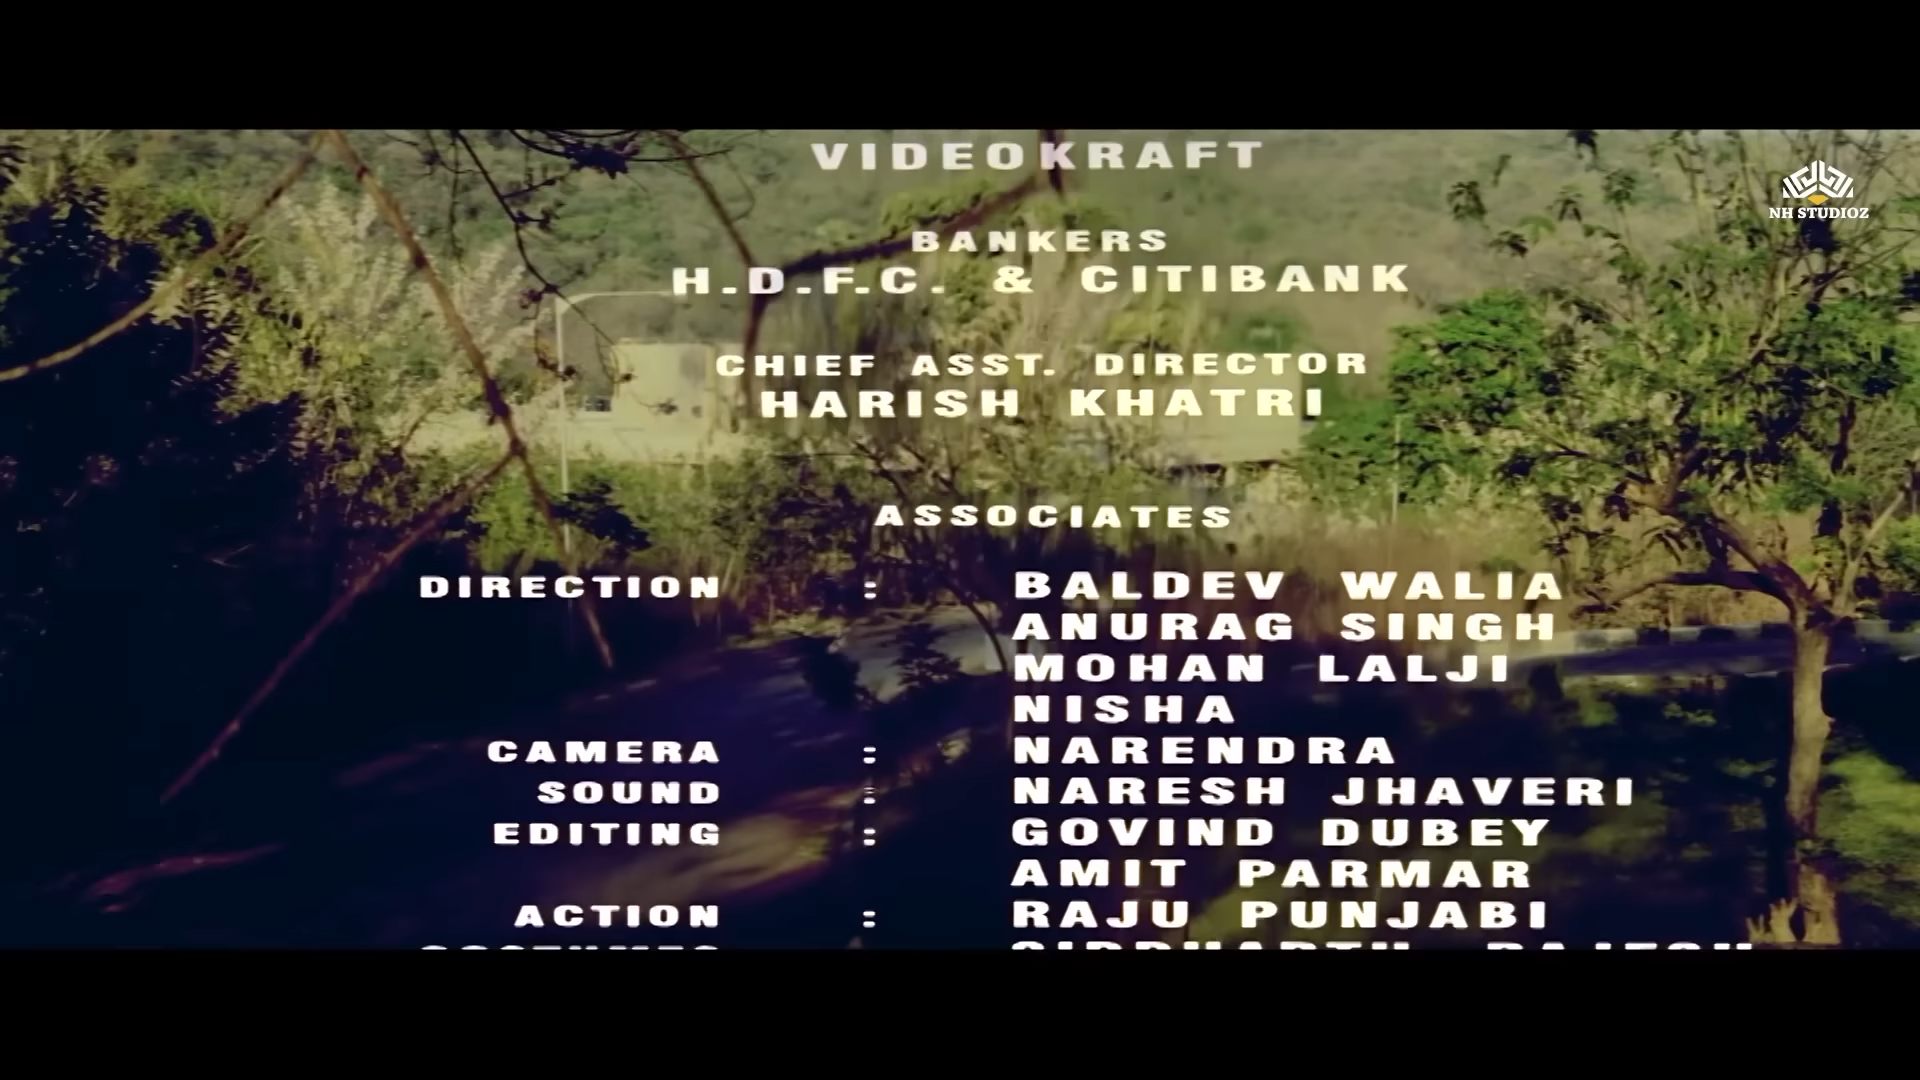 VIDEOKRAFT
NH STUDIOZ
BANKERS
H.D.F.C. & CITIBANK
CHIEF ASST. DIRECTOR
HARISH KHATRI
ASSOCIATES
DIRECTION : BALDEV WALIA
ANURAG SINGH
MOHAN LALJI
NISHA
CAMERA : NARENDRA
SOUND : NARESH JHAVERI
EDITING : GOVIND DUBEY
AMIT PARMAR
ACTION : RAJU PUNJABI